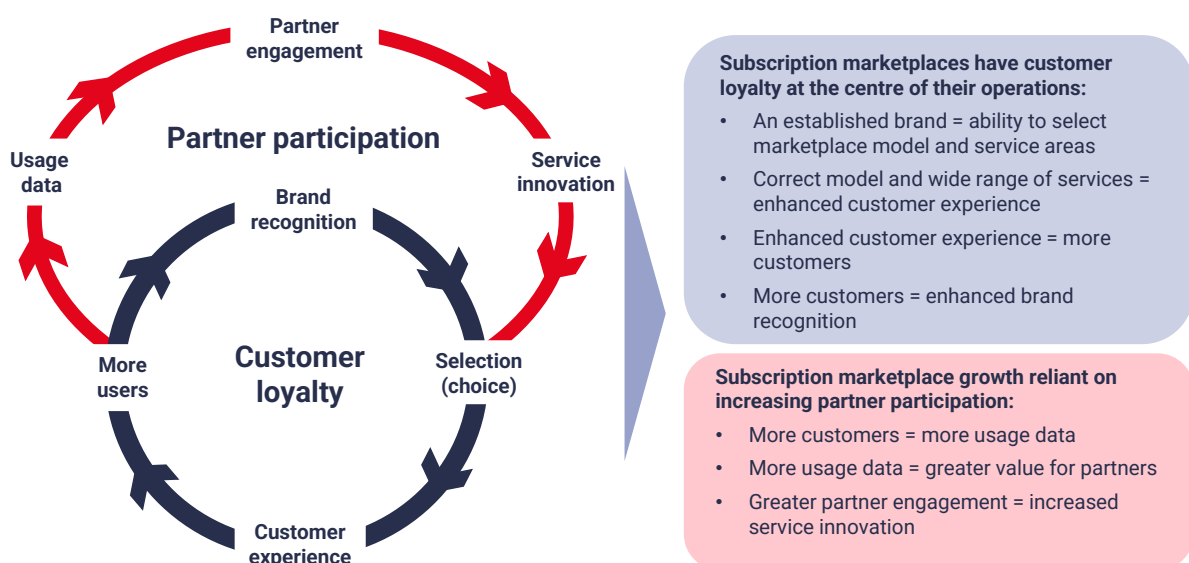 Partner
engagement
Partner participation
Usage
data
Service
innovation
Brand
recognition
Customer
loyalty
More
users
Selection
(choice)
Customer
experience
Subscription marketplaces have customer
loyalty at the centre of their operations:
• An established brand = ability to select
marketplace model and service areas
• Correct model and wide range of services =
enhanced customer experience
• Enhanced customer experience = more
customers
• More customers = enhanced brand
recognition
Subscription marketplace growth reliant on
increasing partner participation:
• More customers = more usage data
• More usage data = greater value for partners
• Greater partner engagement = increased
service innovation